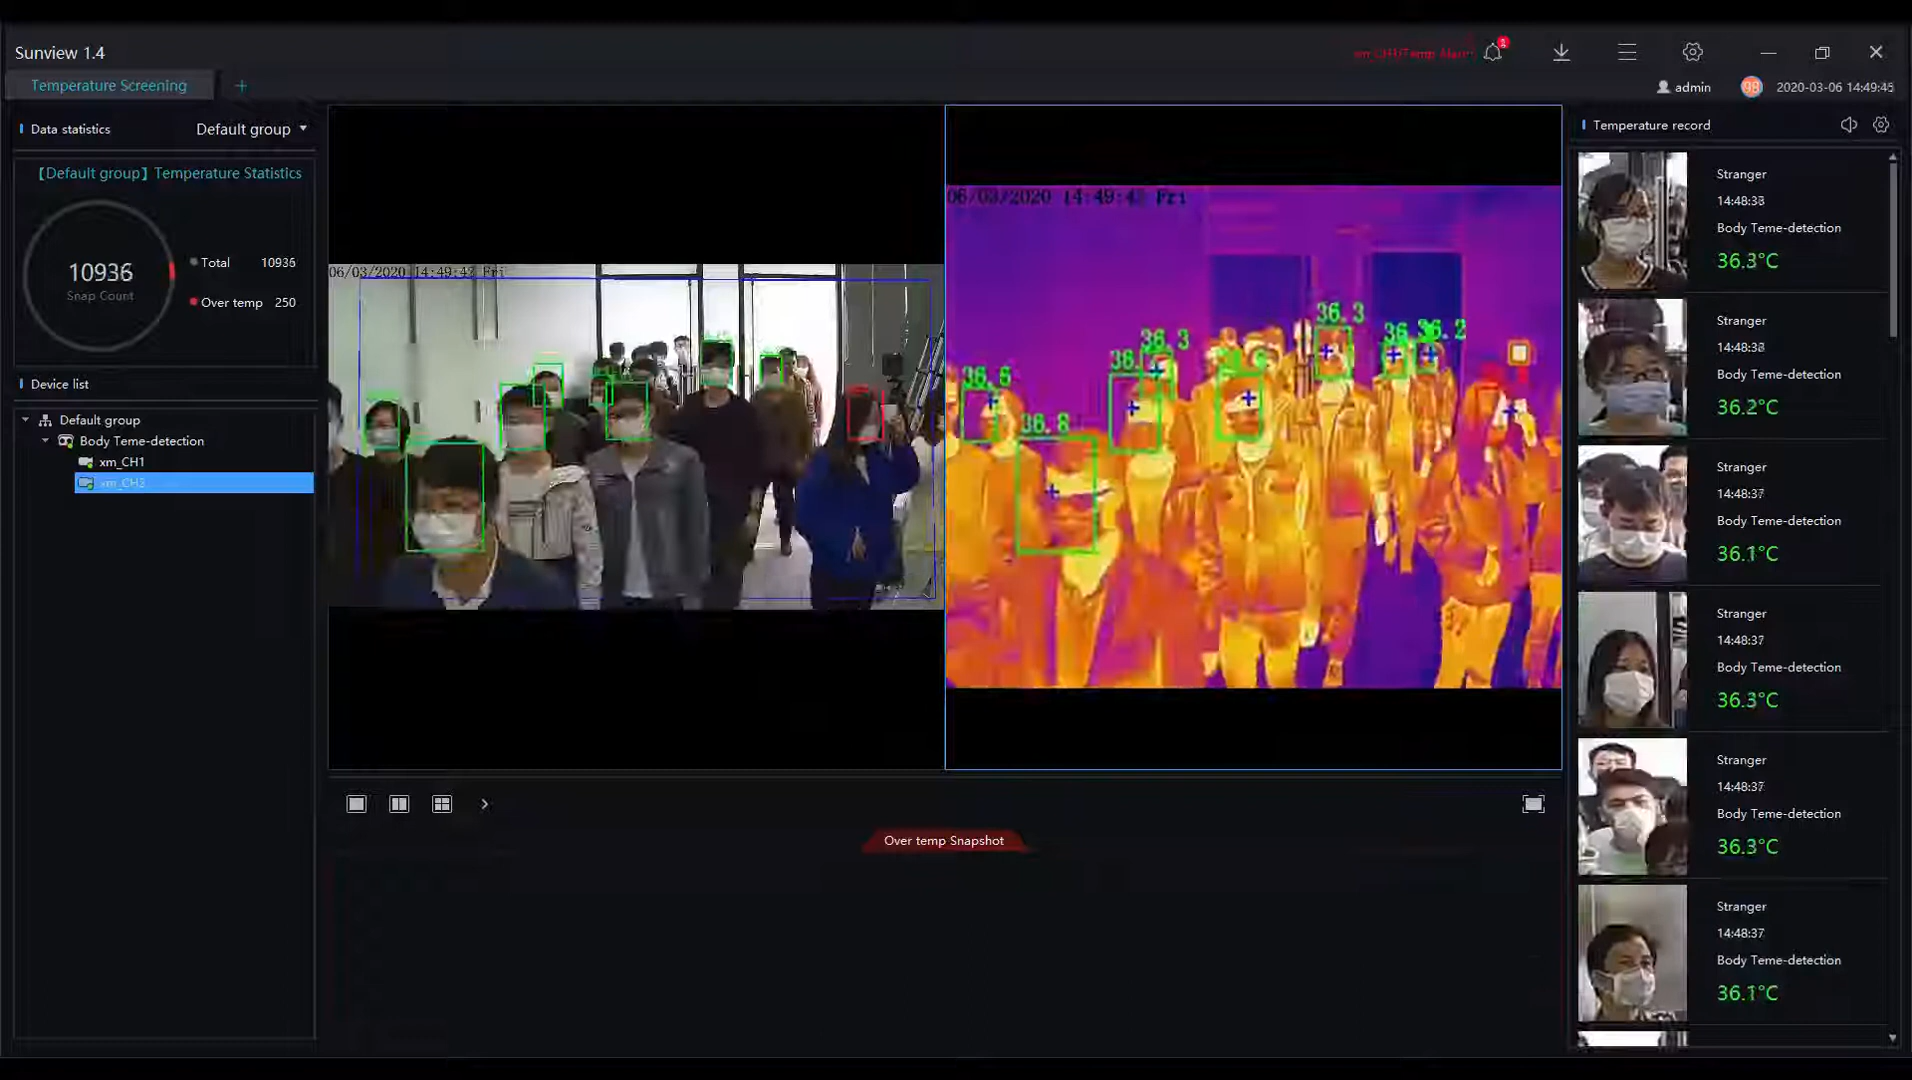 Sunview 1.4
Temperature Screening
admin
2020-03-06 14:49:45
Data statistics
Default group
【Default group】Temperature Statistics
10936
Snap Count
Total 10936
Over temp 250
Device list
Default group
Body Teme-detection
xm_CH1
xm_CH3
06/03/2020 14:49:43 Fri
06/03/2020 14:49:43 Fri
36.3
36.3
36.2
36.
36.
36.8
Over temp Snapshot
Temperature record
Stranger
14:48:38
Body Teme-detection
36.3°C
Stranger
14:48:38
Body Teme-detection
36.2°C
Stranger
14:48:37
Body Teme-detection
36.1°C
Stranger
14:48:37
Body Teme-detection
36.3°C
Stranger
14:48:37
Body Teme-detection
36.3°C
Stranger
14:48:37
Body Teme-detection
36.1°C